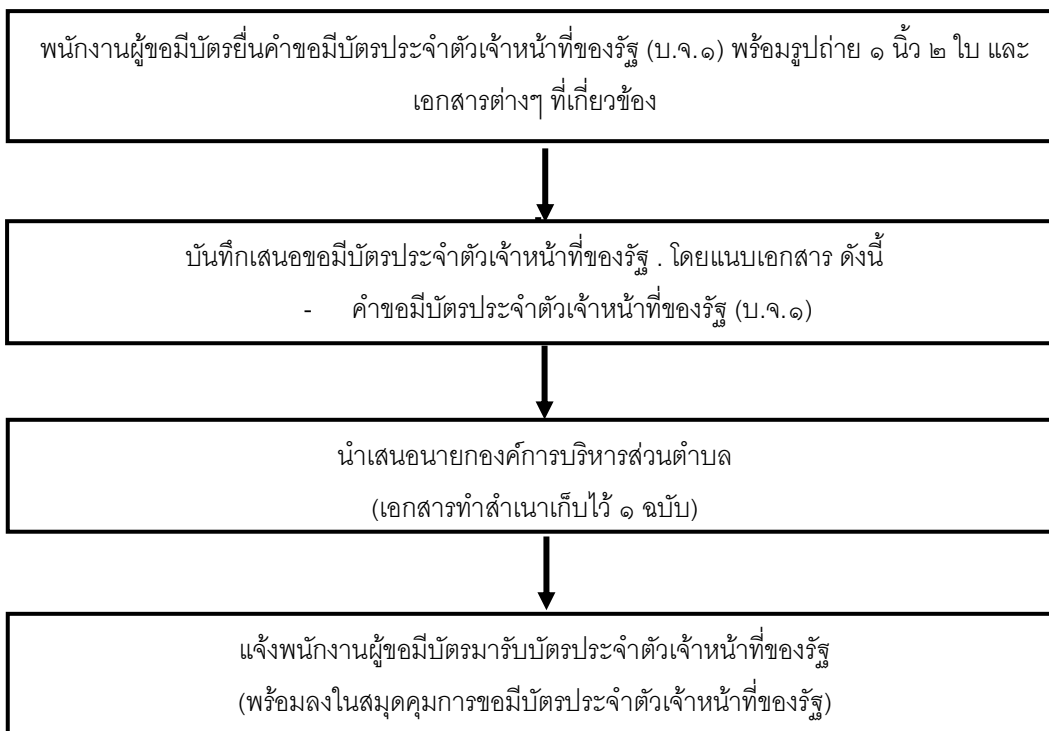 พนักงานผู้ขอมีบัตรยื่นคำขอมีบัตรประจำตัวเจ้าหน้าที่ของรัฐ (บ.จ.๑) พร้อมรูปถ่าย ๑ นิ้ว ๒ ใบ และ
เอกสารต่างๆ ที่เกี่ยวข้อง
บันทึกเสนอขอมีบัตรประจำตัวเจ้าหน้าที่ของรัฐ . โดยแนบเอกสาร ดังนี้
- คำขอมีบัตรประจำตัวเจ้าหน้าที่ของรัฐ (บ.จ.๑)
นำเสนอนายกองค์การบริหารส่วนตำบล
(เอกสารทำสำเนาเก็บไว้ ๑ ฉบับ)
แจ้งพนักงานผู้ขอมีบัตรมารับบัตรประจำตัวเจ้าหน้าที่ของรัฐ
(พร้อมลงในสมุดคุมการขอมีบัตรประจำตัวเจ้าหน้าที่ของรัฐ)